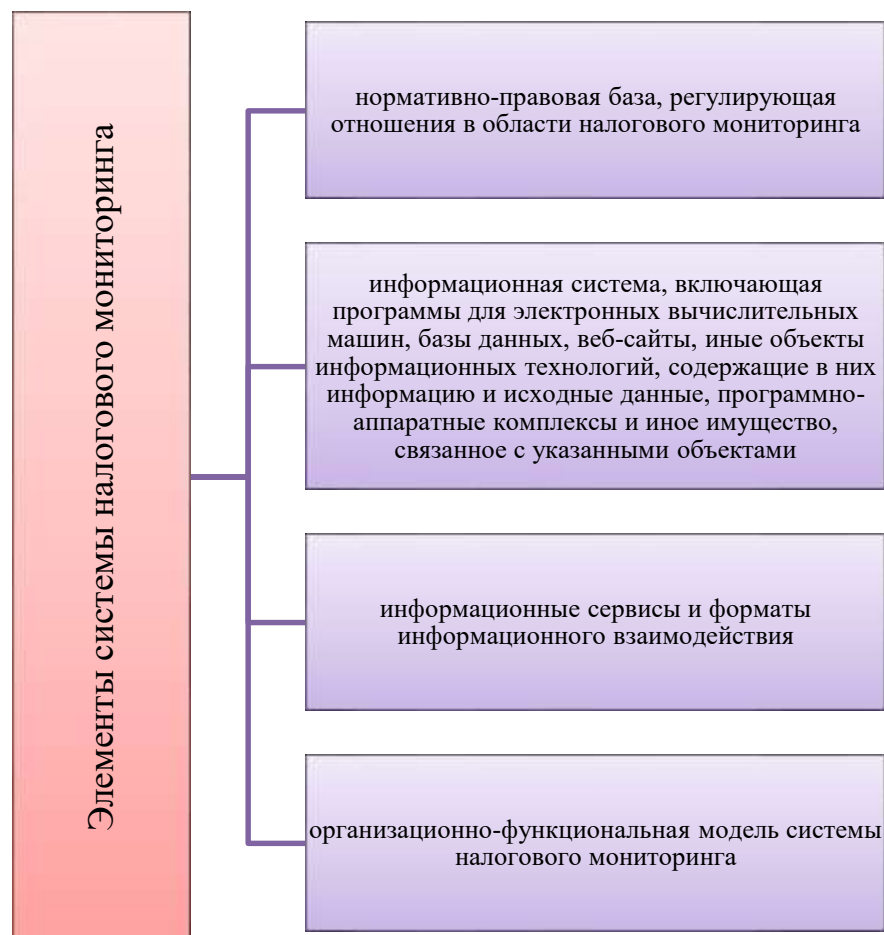 Элементы системы налогового мониторинга
нормативно-правовая база, регулирующая
отношения в области налогового мониторинга
информационная система, включающая
программы для электронных вычислительных
машин, базы данных, веб-сайты, иные объекты
информационных технологий, содержащие в них
информацию и исходные данные, программно-
аппаратные комплексы и иное имущество,
связанное с указанными объектами
информационные сервисы и форматы
информационного взаимодействия
организационно-функциональная модель системы
налогового мониторинга